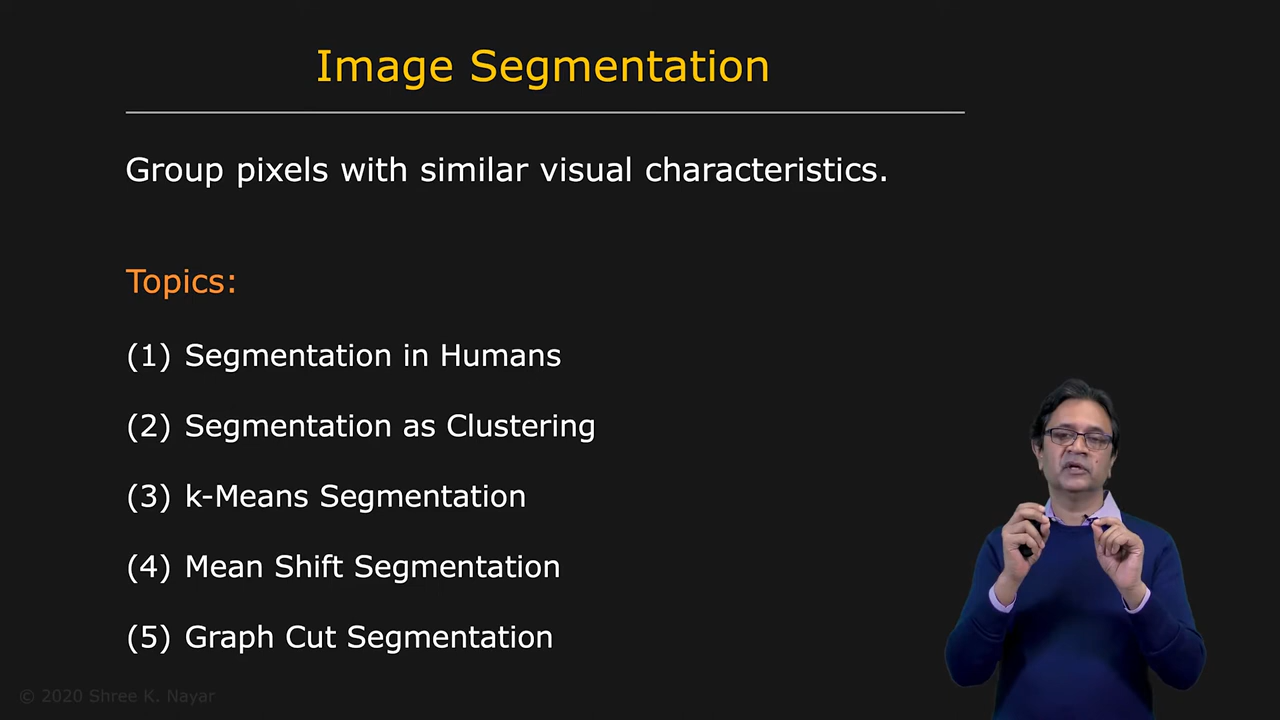 Image Segmentation
Group pixels with similar visual characteristics.
Topics:
(1) Segmentation in Humans
(2) Segmentation as Clustering
(3) k-Means Segmentation
(4) Mean Shift Segmentation
(5) Graph Cut Segmentation
© 2020 Shree K. Nayar